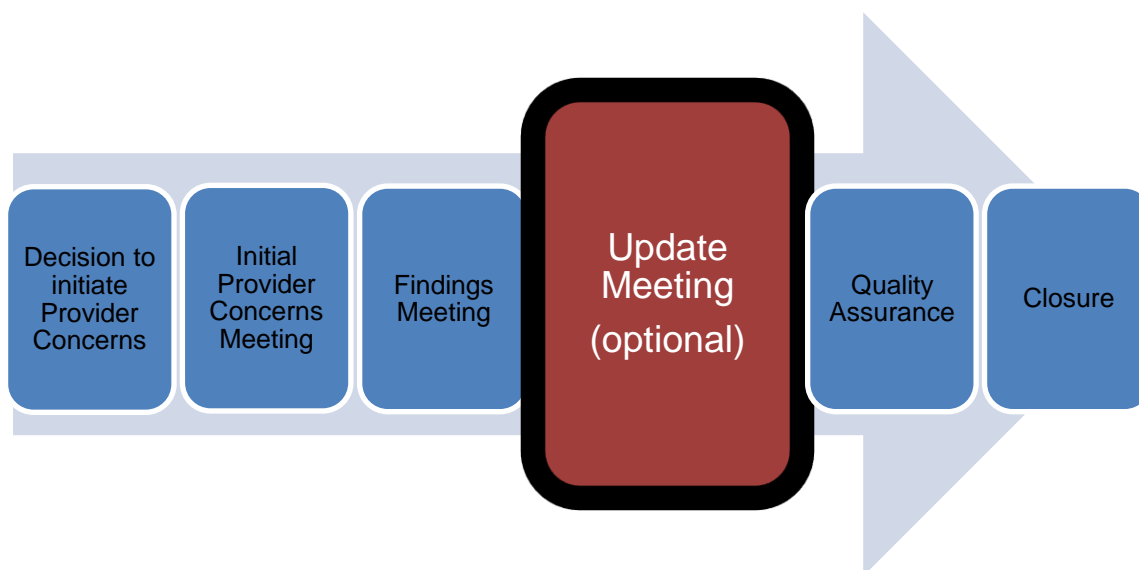 Decision to
initiate
Provider
Concerns
Initial
Provider
Concerns
Meeting
Findings
Meeting
Update
Meeting
(optional)
Quality
Assurance
Closure